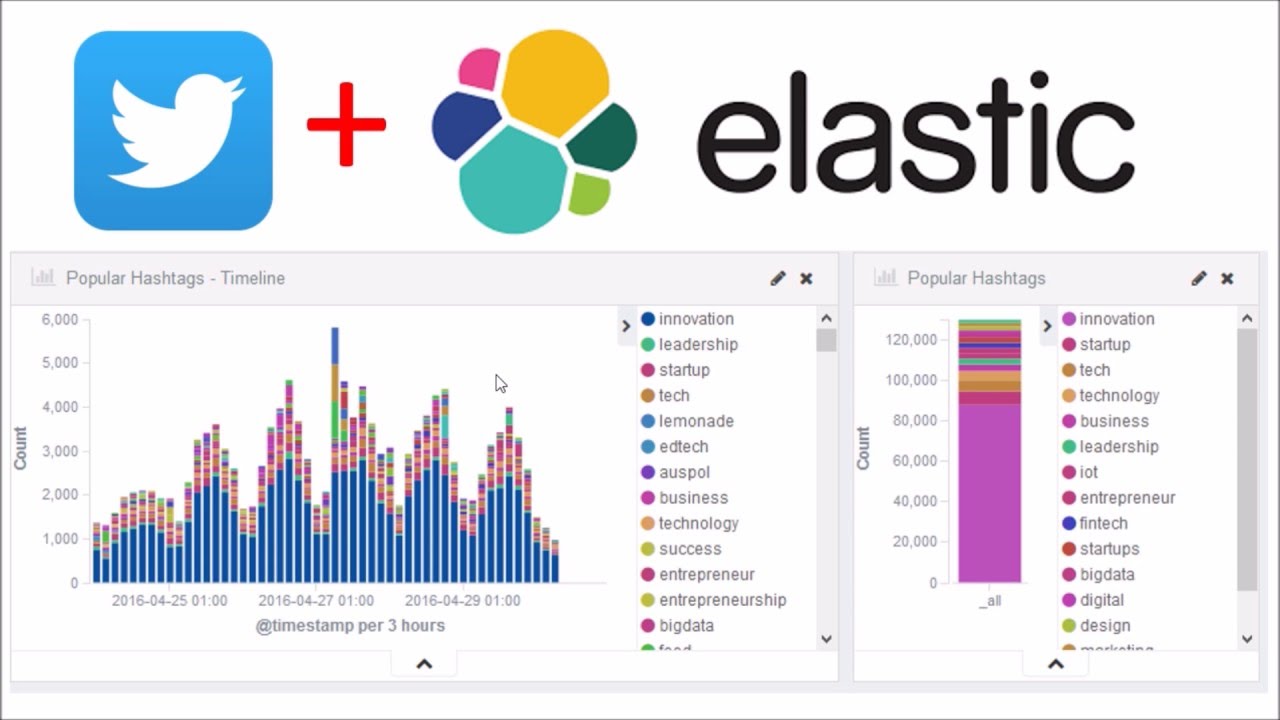 elastic
Popular Hashtags - Timeline
6,000
5,000
4,000
3,000
2,000
1,000
0
Count
2016-04-25 01:00 2016-04-27 01:00 2016-04-29 01:00
@timestamp per 3 hours
innovation
leadership
startup
tech
lemonade
edtech
auspol
business
technology
success
entrepreneur
entrepreneurship
bigdata
Popular Hashtags
120,000
100,000
80,000
60,000
40,000
20,000
0
Count
_all
innovation
startup
tech
technology
business
leadership
iot
entrepreneur
fintech
startups
bigdata
digital
design
marketing